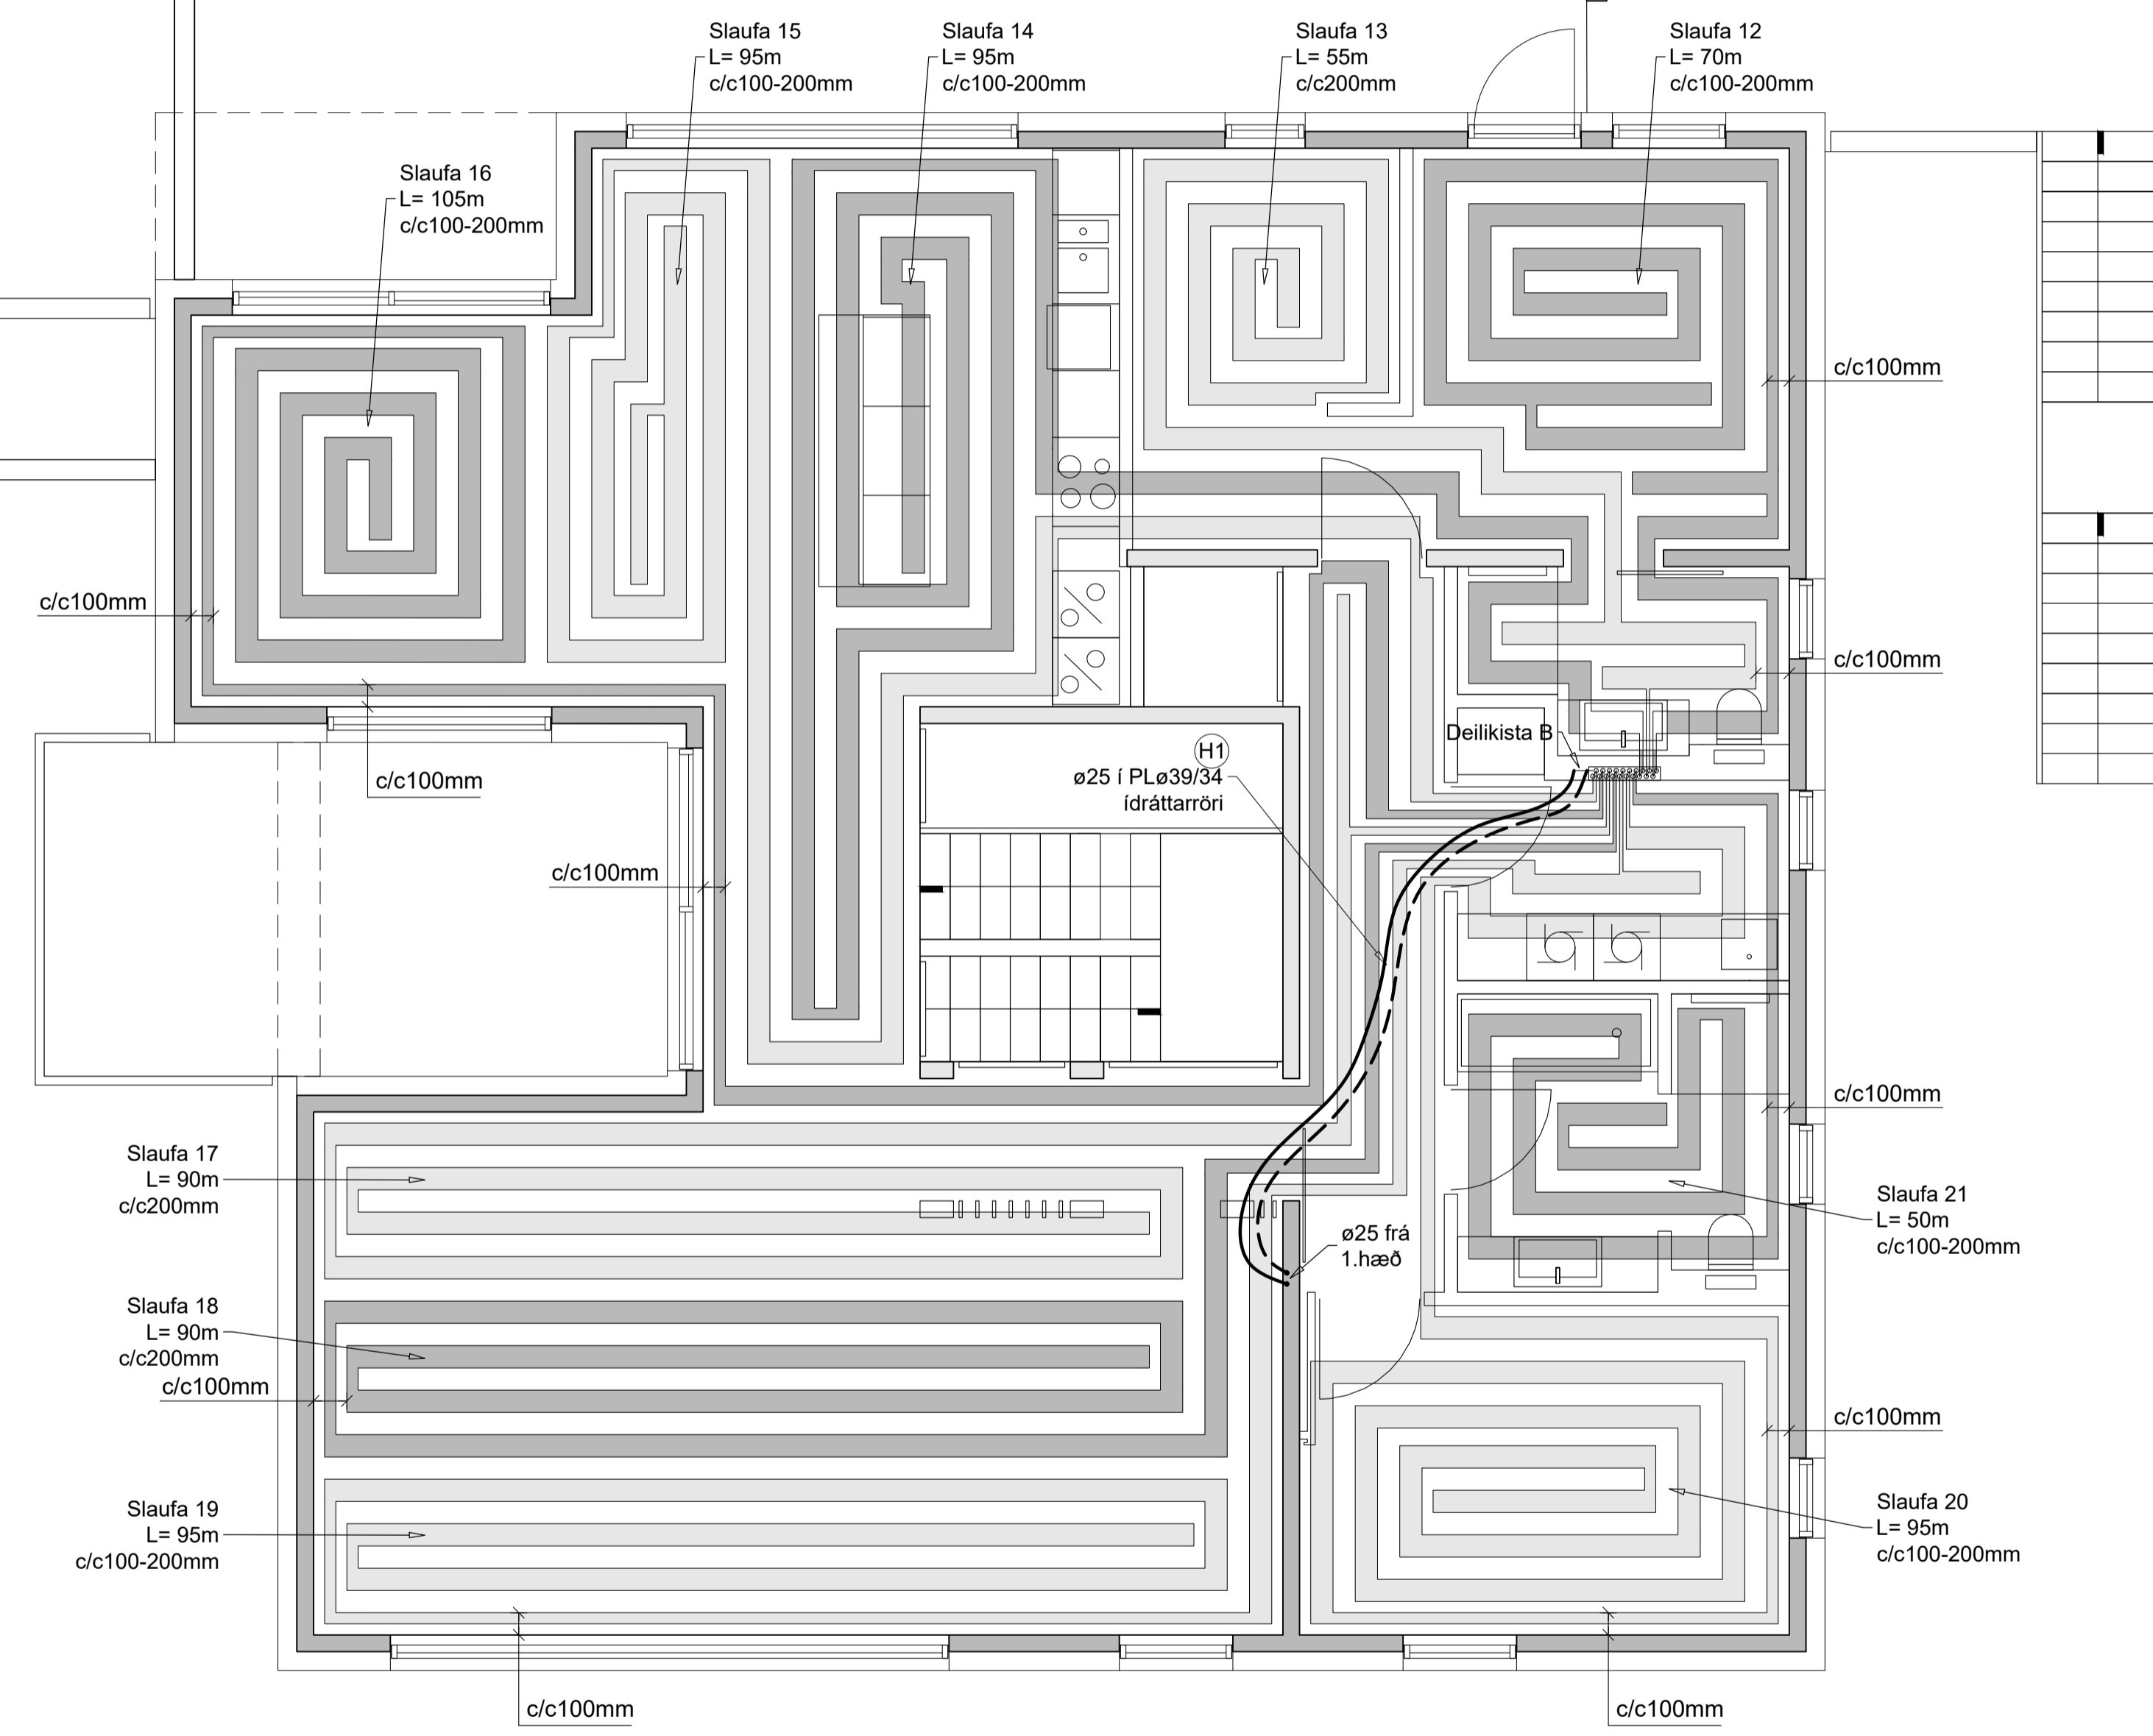 Slaufa 15
L= 95m
c/c100-200mm
Slaufa 14
L= 95m
c/c100-200mm
Slaufa 13
L= 55m
c/c200mm
Slaufa 12
L= 70m
c/c100-200mm
Slaufa 16
L= 105m
c/c100-200mm
c/c100mm
c/c100mm
c/c100mm
Deilikista B
H1
ø25 í PLø39/34
ídráttarröri
c/c100mm
c/c100mm
c/c100mm
Slaufa 17
L= 90m
c/c200mm
Slaufa 21
L= 50m
c/c100-200mm
ø25 frá
1.hæð
Slaufa 18
L= 90m
c/c200mm
c/c100mm
c/c100mm
Slaufa 19
L= 95m
c/c100-200mm
Slaufa 20
L= 95m
c/c100-200mm
c/c100mm
c/c100mm